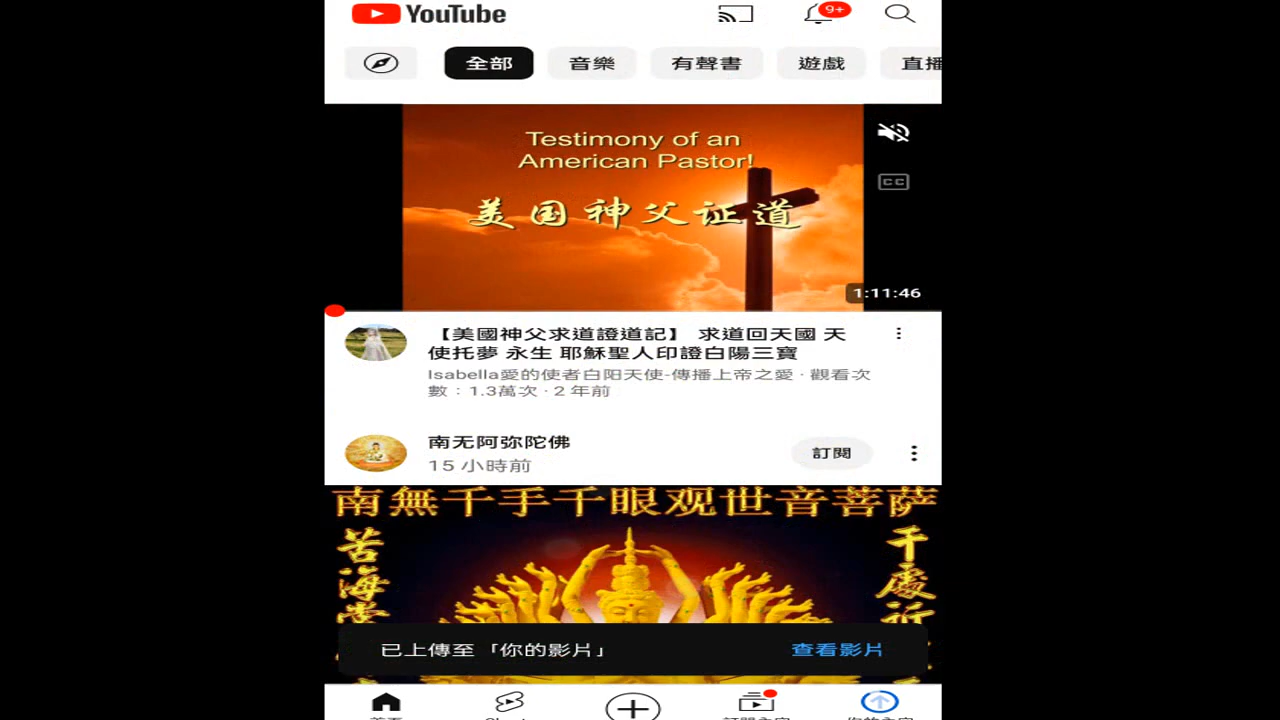 YouTube
9+
全部 音樂 有聲書 遊戲 直播
Testimony of an
American Pastor!
美国神父证道
CC
1:11:46
【美國神父求道證道記】 求道回天國 天
使托夢 永生 耶穌聖人印證白陽三寶
Isabella愛的使者白阳天使-傳播上帝之愛 · 觀看次
數：1.3萬次 · 2 年前
南无阿弥陀佛
15 小時前
訂閱
南無千手千眼观世音菩萨
苦海常
千處祈
已上傳至「你的影片」
查看影片